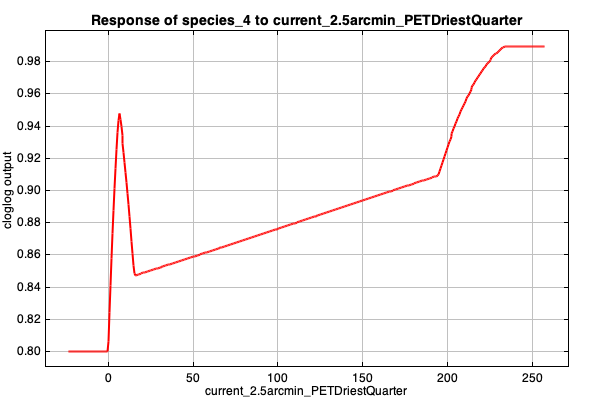 Response of species_4 to current_2.5arcmin_PETDriestQuarter
0.98
0.96
0.94
0.92
0.90
0.88
0.86
0.84
0.82
0.80
cloglog output
0 50 100 150 200 250
current_2.5arcmin_PETDriestQuarter